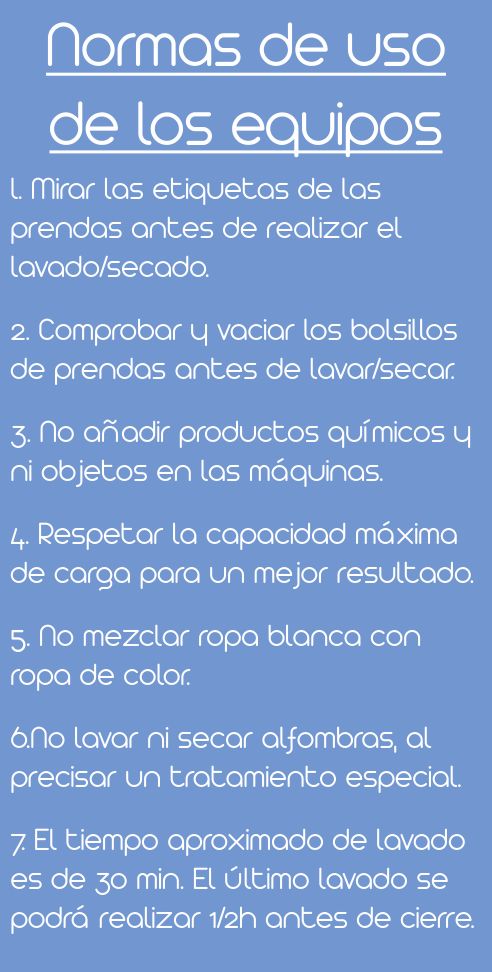 Normas de uso
de los equipos
1. Mirar las etiquetas de las
prendas antes de realizar el
lavado/secado.
2. Comprobar y vaciar los bolsillos
de prendas antes de lavar/secar.
3. No añadir productos químicos y
ni objetos en las máquinas.
4. Respetar la capacidad máxima
de carga para un mejor resultado.
5. No mezclar ropa blanca con
ropa de color.
6.No lavar ni secar alfombras, al
precisar un tratamiento especial.
7. El tiempo aproximado de lavado
es de 30 min. El último lavado se
podrá realizar 1/2h antes de cierre.